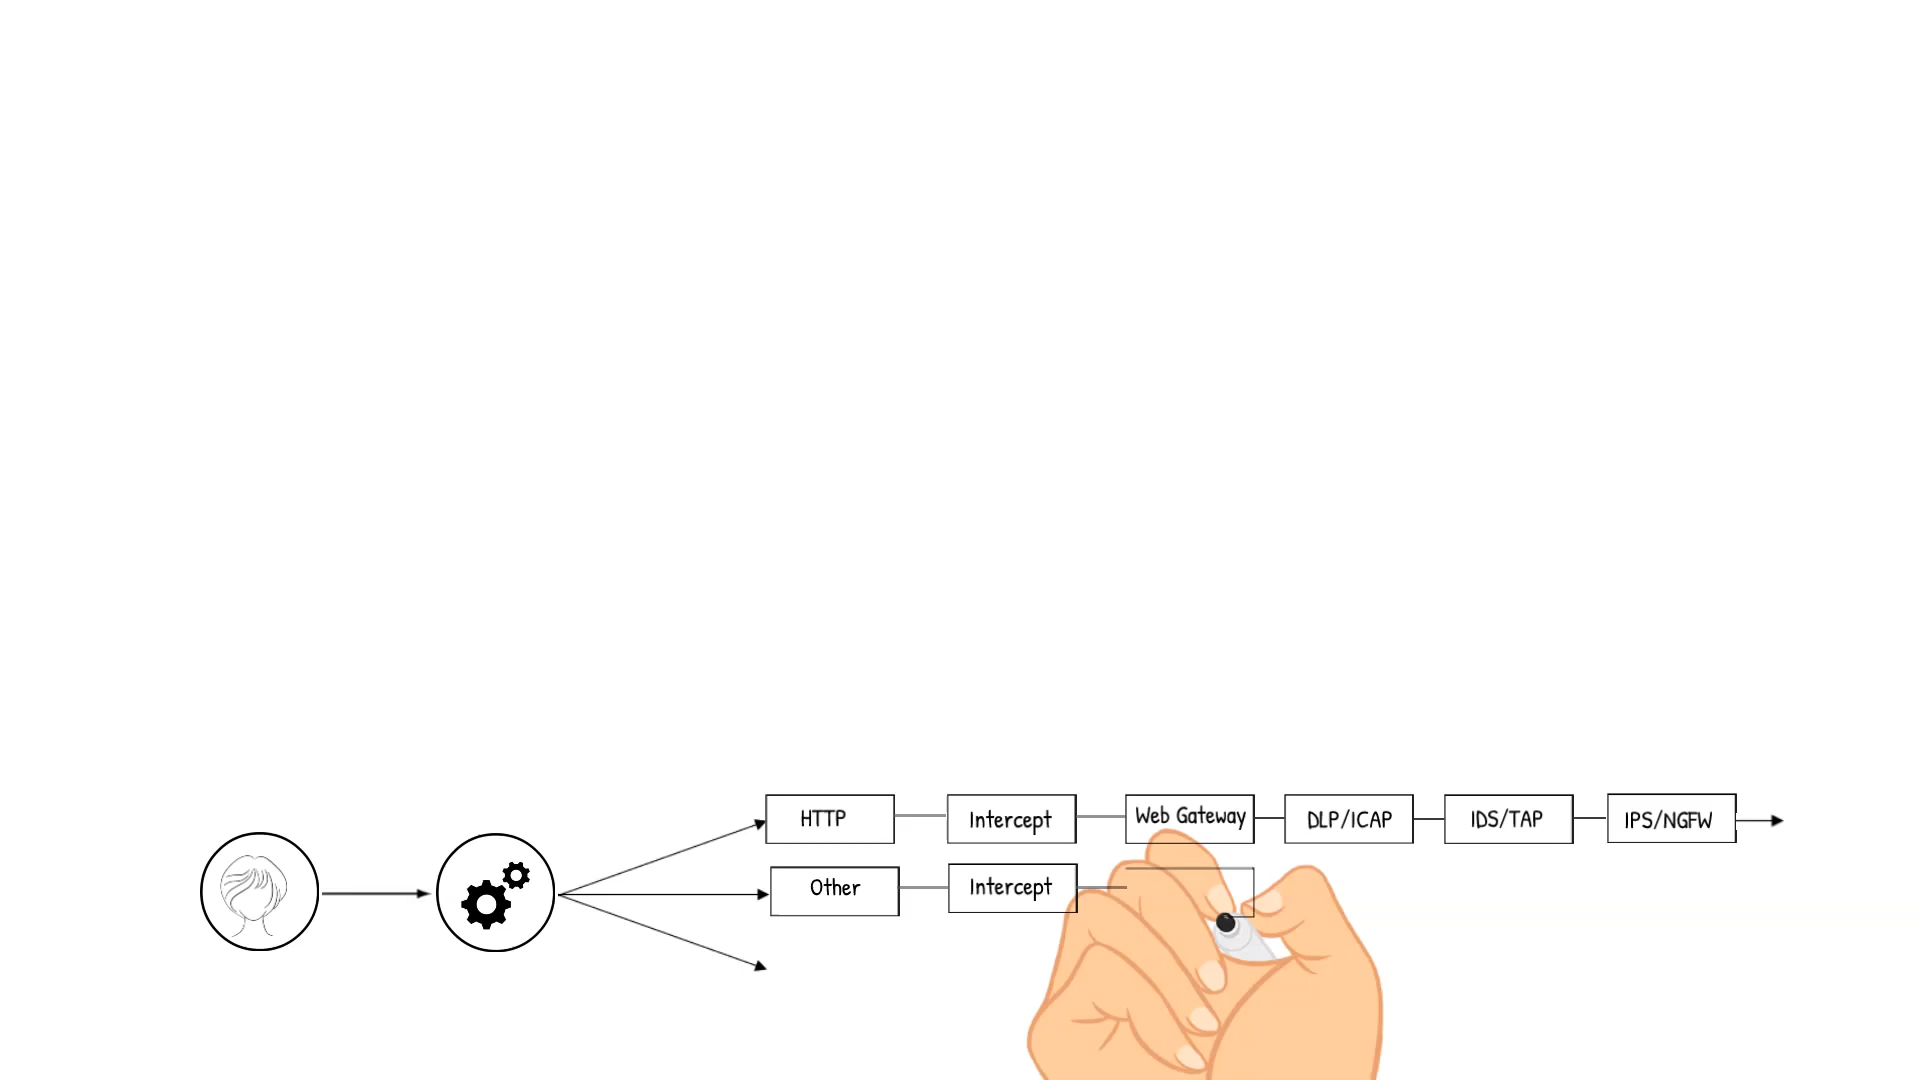 HTTP
Intercept
Web Gateway
DLP/ICAP
IDS/TAP
IPS/NGFW
Other
Intercept